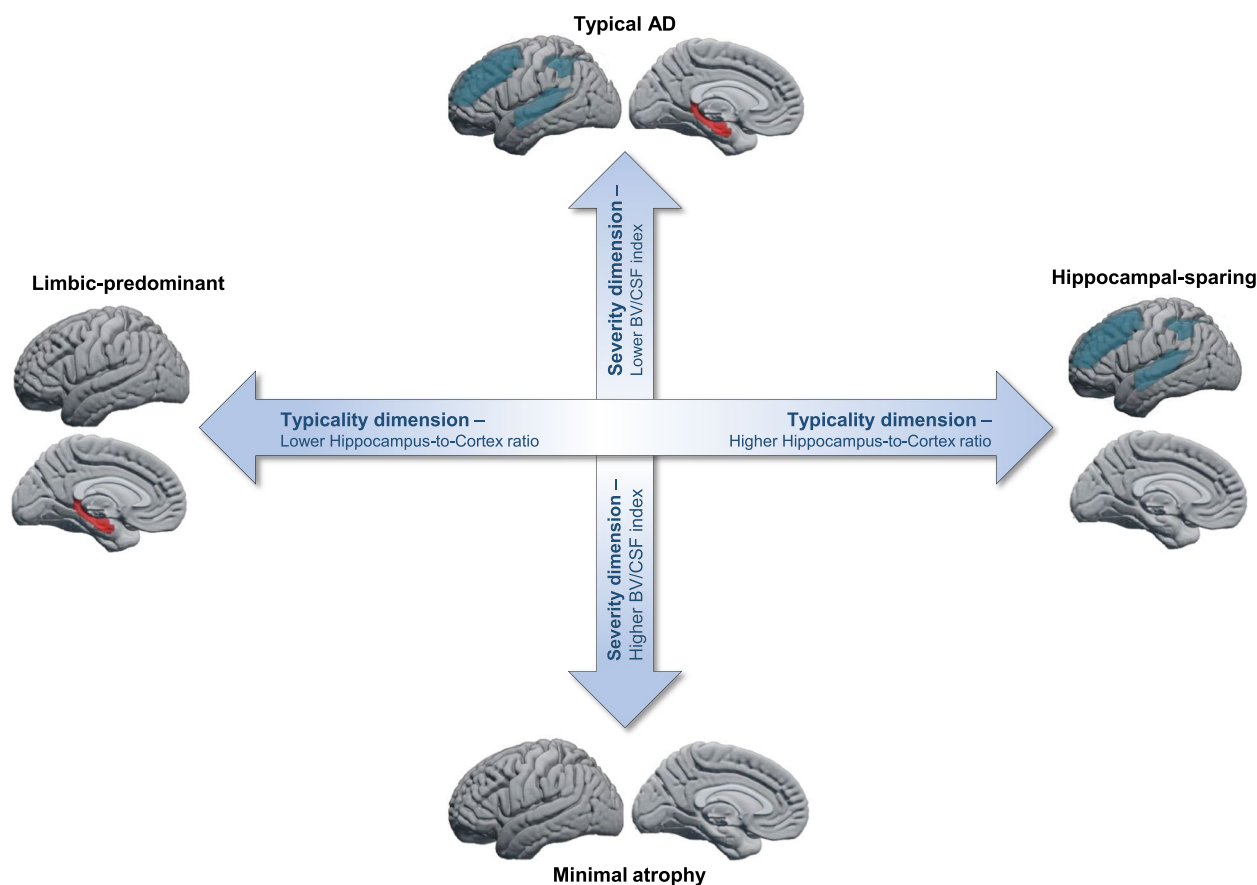 Typical AD
Severity dimension –
Lower BV/CSF index
Limbic-predominant
Hippocampal-sparing
Typicality dimension –
Lower Hippocampus-to-Cortex ratio
Typicality dimension –
Higher Hippocampus-to-Cortex ratio
Severity dimension –
Higher BV/CSF index
Minimal atrophy